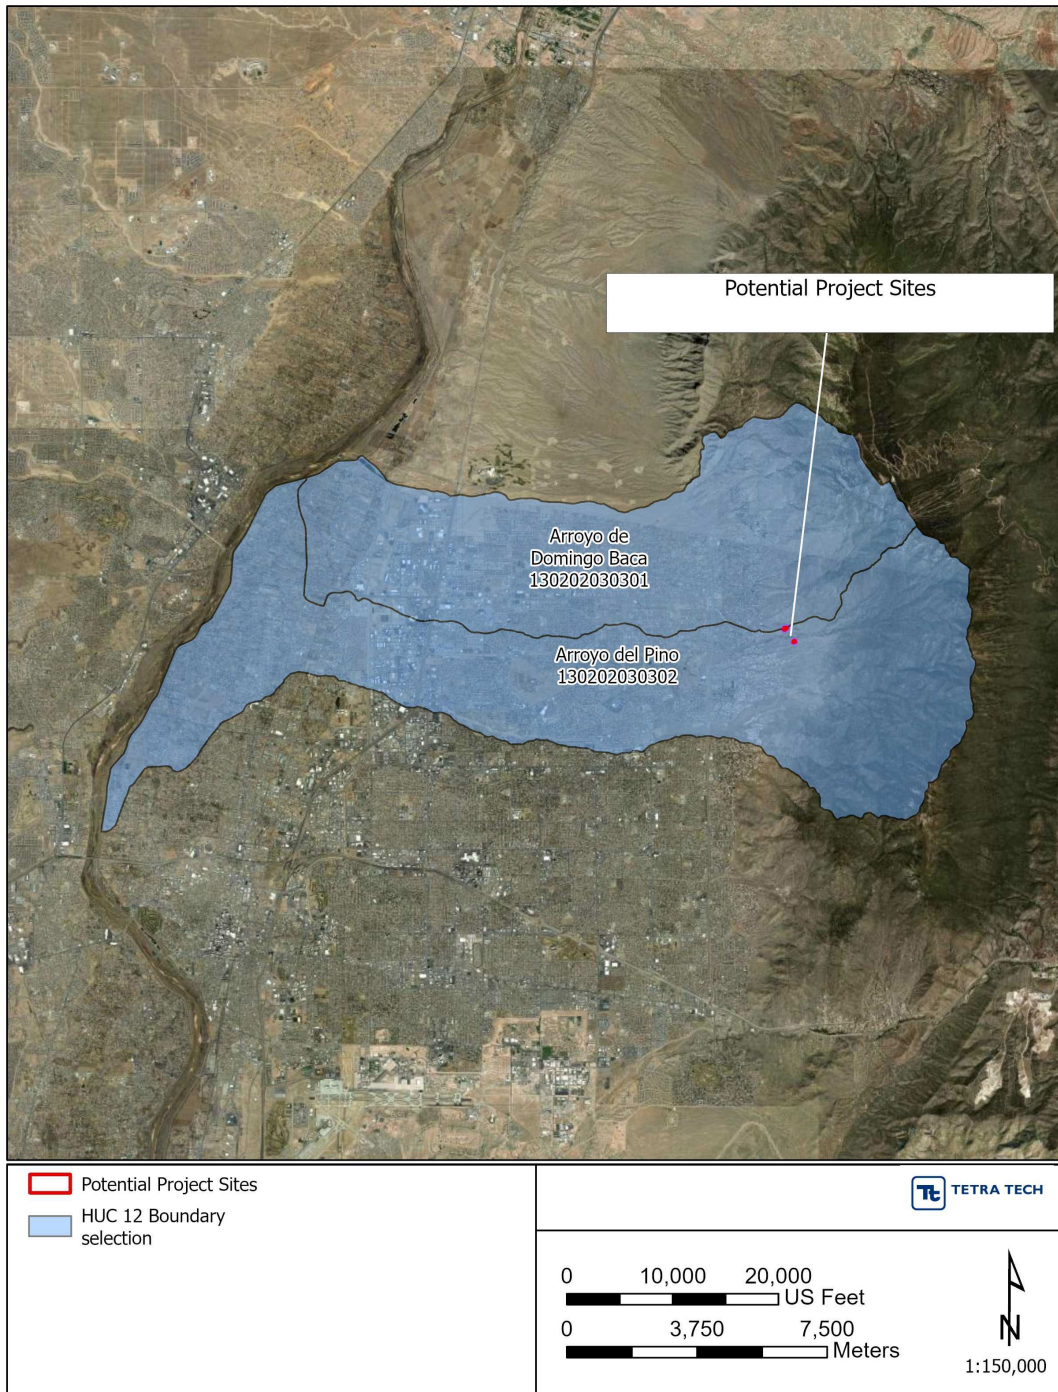 Potential Project Sites
Arroyo de
Domingo Baca
130202030301
Arroyo del Pino
130202030302
Potential Project Sites
HUC 12 Boundary
selection
Tt TETRA TECH
0 10,000 20,000
US Feet
0 3,750 7,500
Meters
N
1:150,000